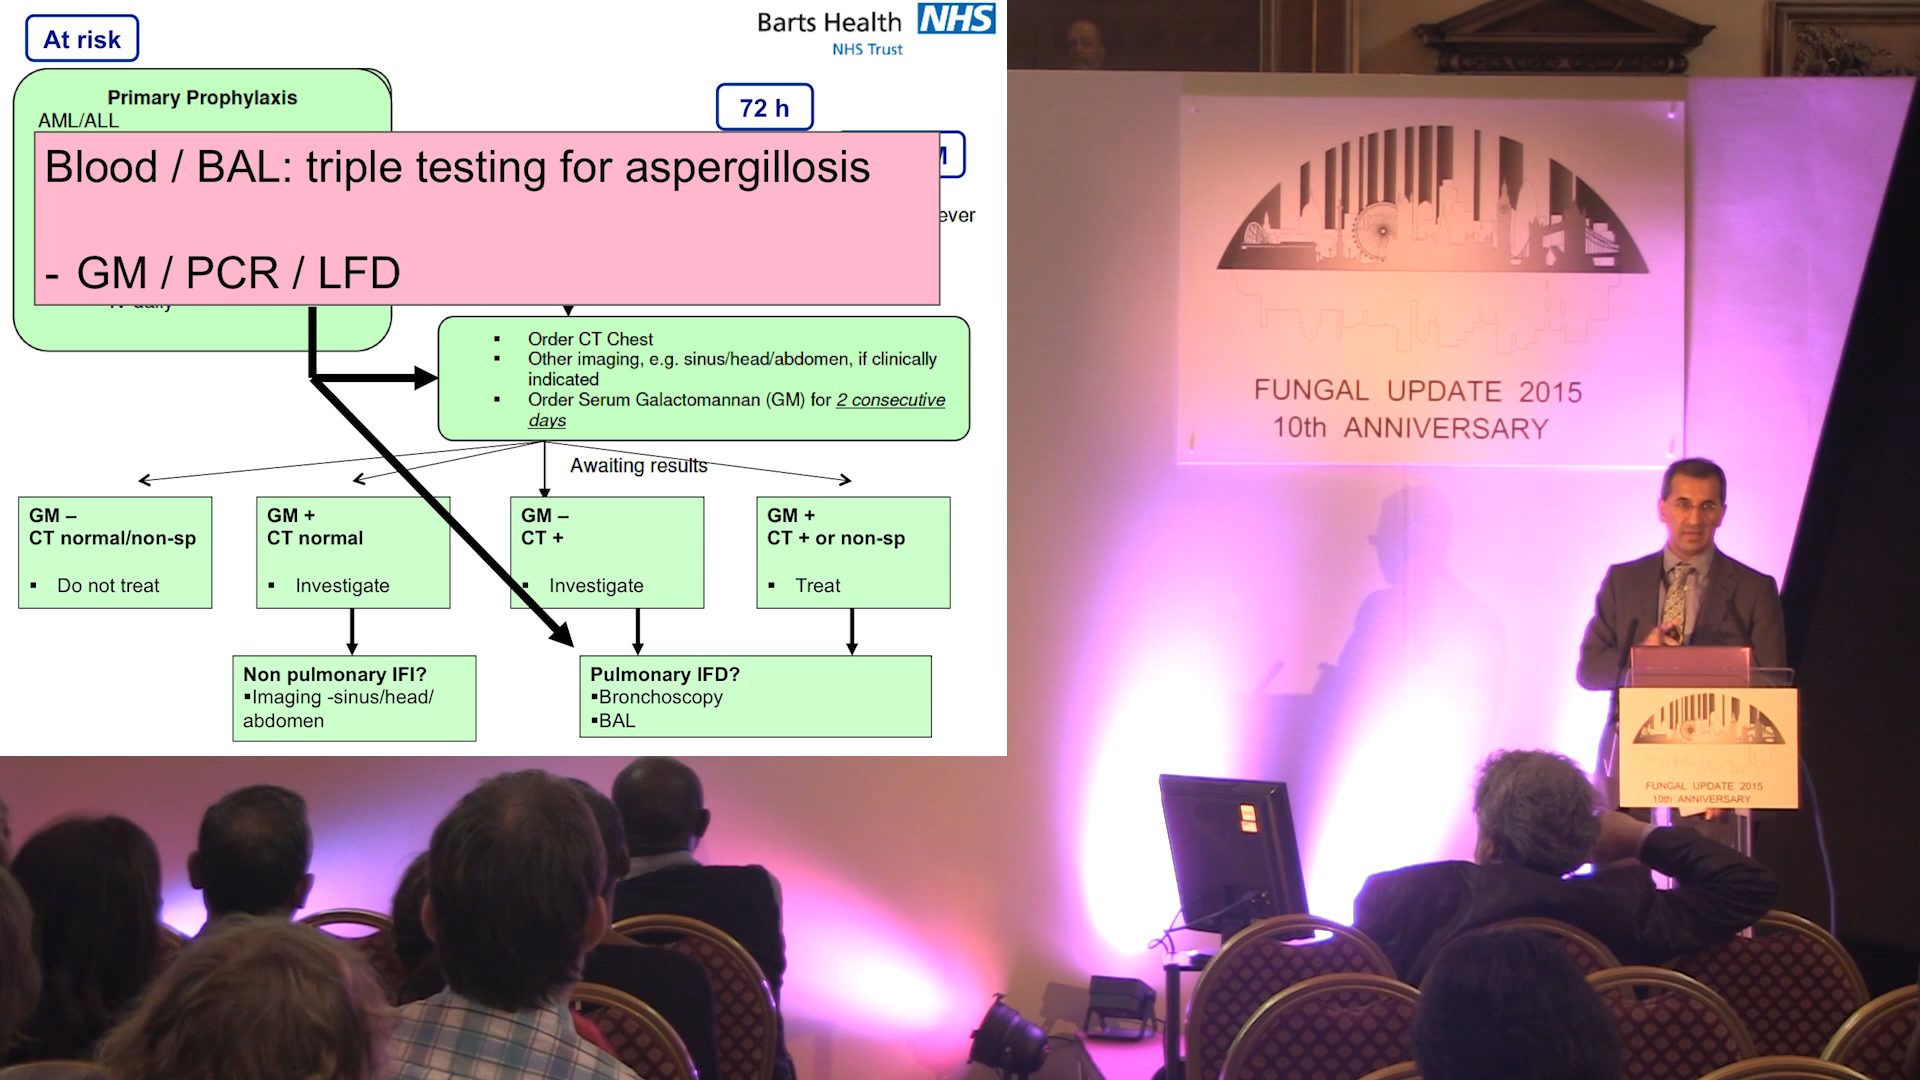 At risk
Barts Health NHS
NHS Trust
Primary Prophylaxis
AML/ALL
72 h
Blood / BAL: triple testing for aspergillosis
- GM / PCR / LFD
▪ Order CT Chest
▪ Other imaging, e.g. sinus/head/abdomen, if clinically
indicated
▪ Order Serum Galactomannan (GM) for 2 consecutive
days
Awaiting results
GM –
CT normal/non-sp
▪ Do not treat
GM +
CT normal
▪ Investigate
GM –
CT +
▪ Investigate
GM +
CT + or non-sp
▪ Treat
Non pulmonary IFI?
▪Imaging -sinus/head/
abdomen
Pulmonary IFD?
▪Bronchoscopy
▪BAL
FUNGAL UPDATE 2015
10th ANNIVERSARY
FUNGAL UPDATE 2015
10th ANNIVERSARY